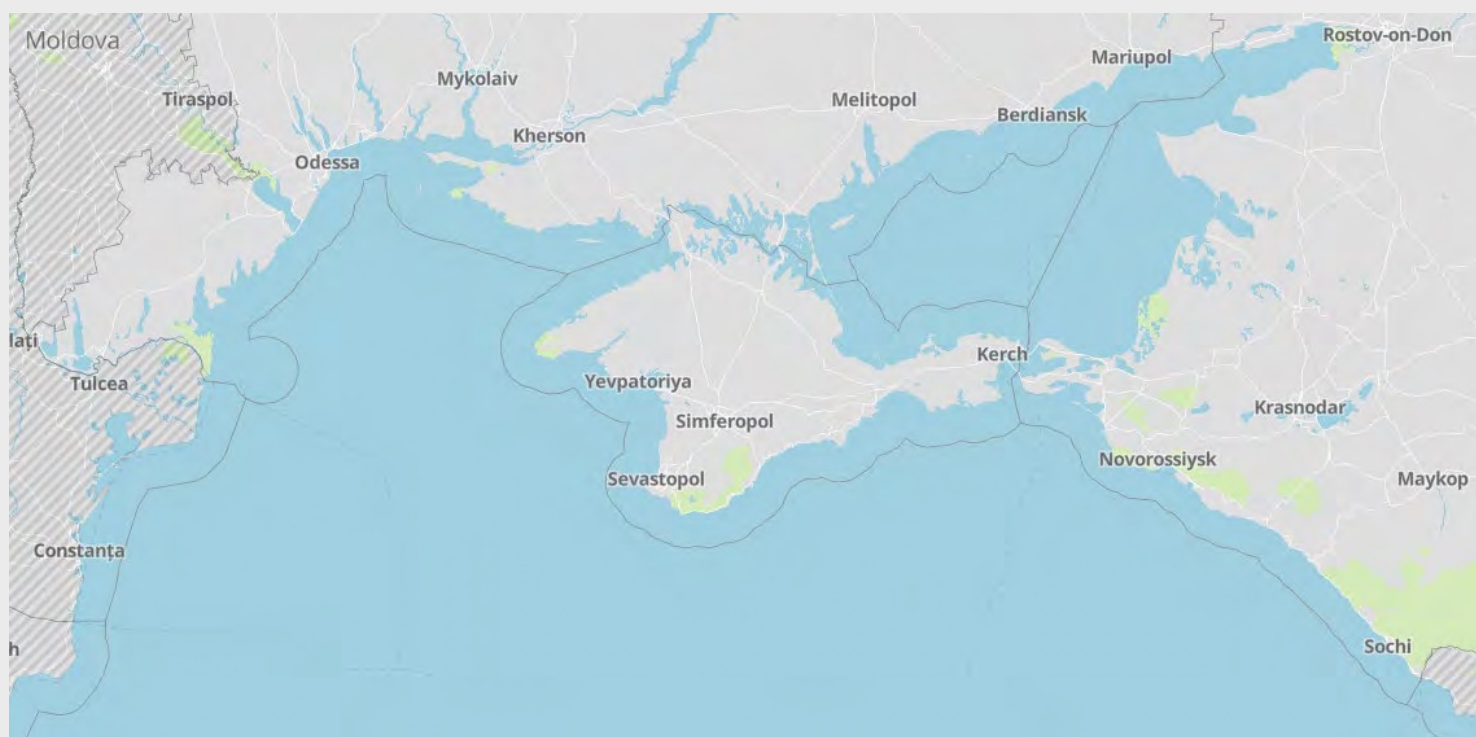 Moldova
Rostov-on-Don
Mariupol
Mykolaiv
Tiraspol
Melitopol
Berdiansk
Kherson
Odessa
lați
Kerch
Tulcea
Yevpatoriya
Krasnodar
Simferopol
Novorossiysk
Sevastopol
Maykop
Constanța
Sochi
h